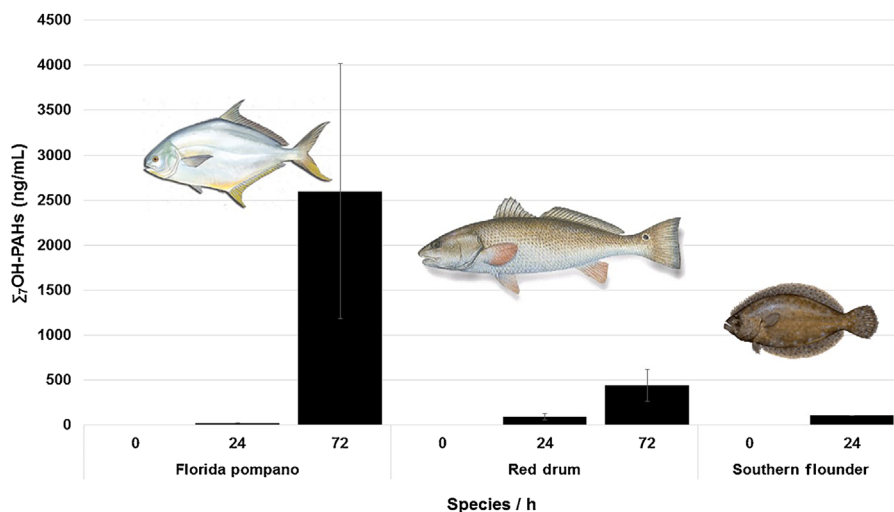 4500
4000
3500
3000
2500
2000
1500
1000
500
0
Σ₇OH-PAHs (ng/mL)
0 24 72 0 24 72 0 24
Florida pompano Red drum Southern flounder
Species / h